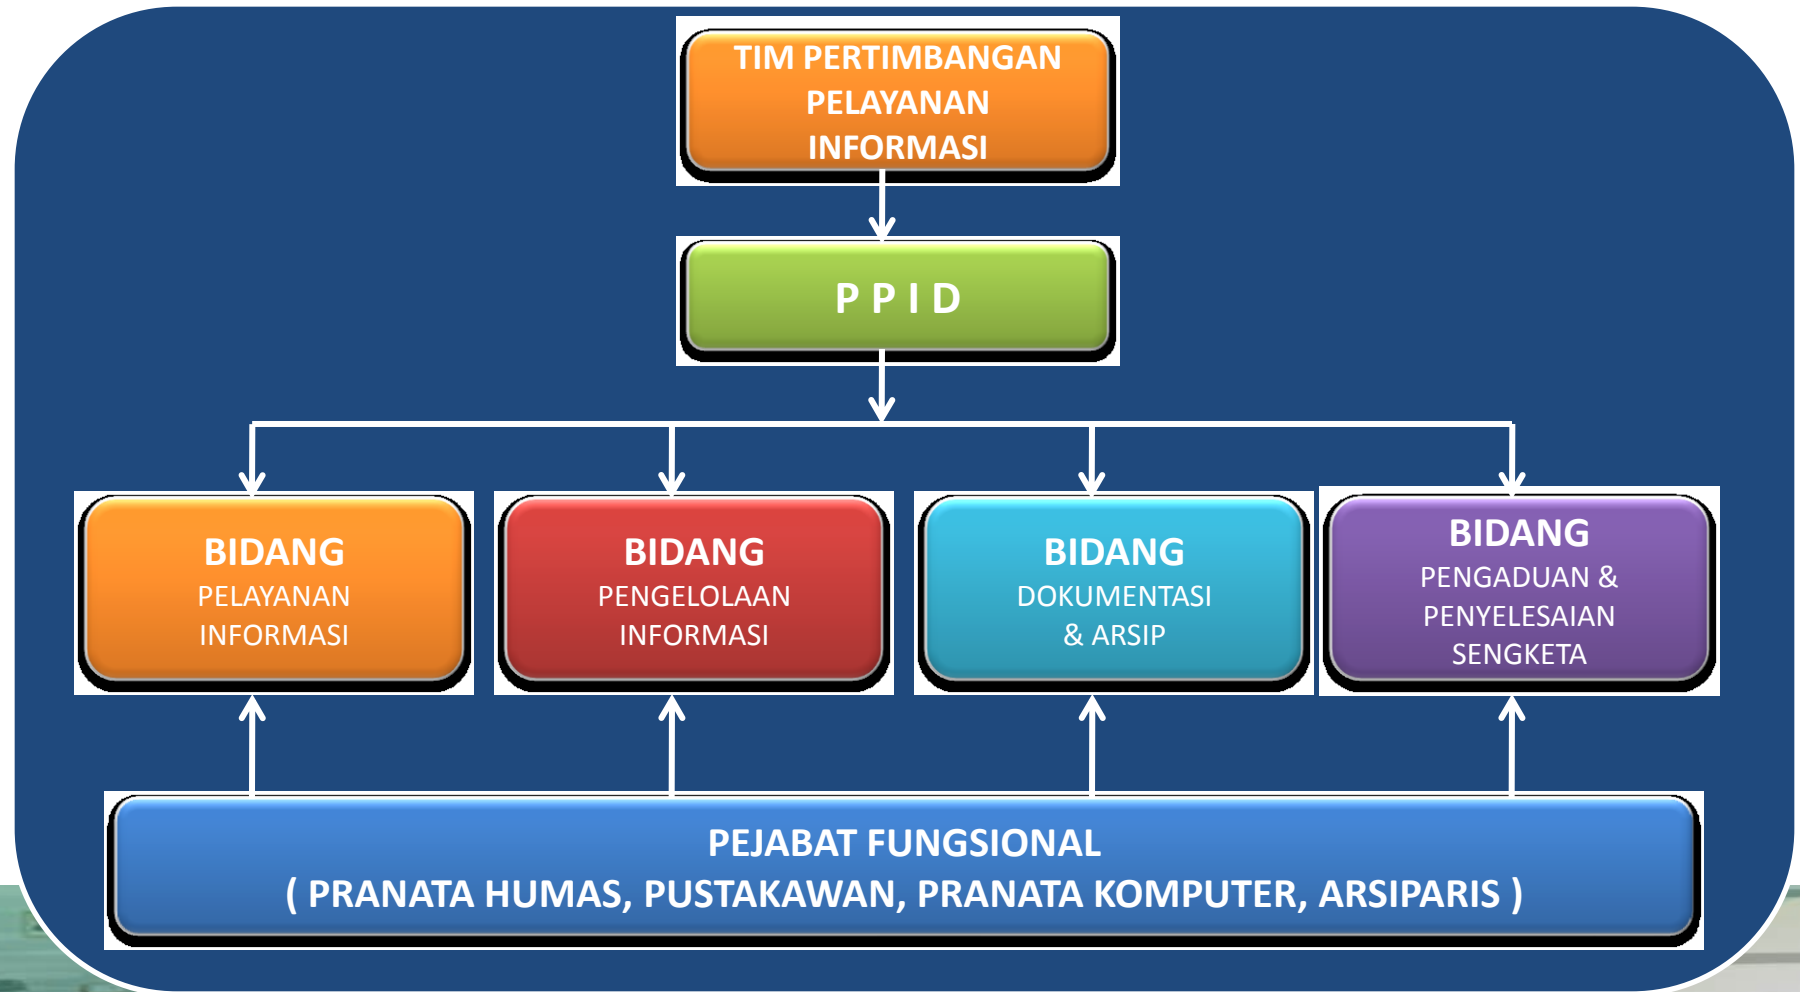 TIM PERTIMBANGAN
PELAYANAN
INFORMASI
P P I D
BIDANG
PELAYANAN
INFORMASI
BIDANG
PENGELOLAAN
INFORMASI
BIDANG
DOKUMENTASI
& ARSIP
BIDANG
PENGADUAN &
PENYELESAIAN
SENGKETA
PEJABAT FUNGSIONAL
( PRANATA HUMAS, PUSTAKAWAN, PRANATA KOMPUTER, ARSIPARIS )